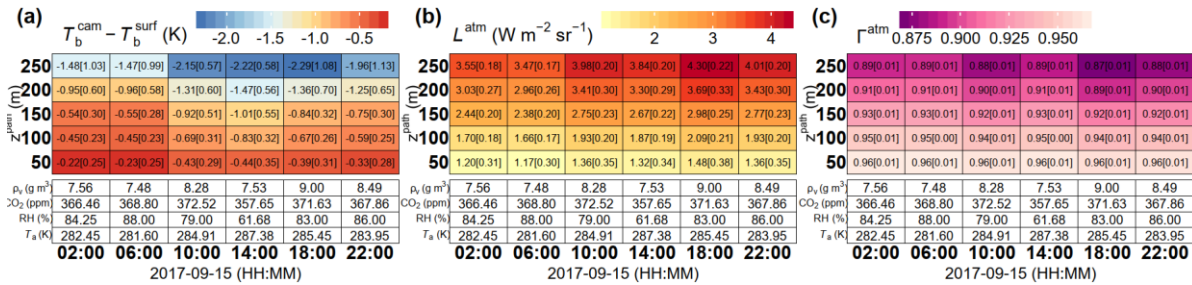 (a) T_b^cam − T_b^surf (K) -2.0 -1.5 -1.0 -0.5
250 -1.48[1.03] -1.47[0.99] -2.15[0.57] -2.22[0.58] -2.29[1.08] -1.96[1.13]
200 -0.95[0.60] -0.96[0.58] -1.31[0.60] -1.47[0.56] -1.36[0.70] -1.25[0.65]
150 -0.54[0.30] -0.55[0.28] -0.92[0.51] -1.01[0.55] -0.84[0.32] -0.75[0.30]
100 -0.45[0.23] -0.45[0.23] -0.69[0.31] -0.83[0.32] -0.67[0.26] -0.59[0.25]
50 -0.22[0.25] -0.23[0.25] -0.43[0.29] -0.44[0.35] -0.39[0.31] -0.33[0.28]
z^path (m)
ρ_v (g m³) 7.56 7.48 8.28 7.53 9.00 8.49
CO₂ (ppm) 366.46 368.80 372.52 357.65 371.63 367.86
RH (%) 84.25 88.00 79.00 61.68 83.00 86.00
T_a (K) 282.45 281.60 284.91 287.38 285.45 283.95
02:00 06:00 10:00 14:00 18:00 22:00
2017-09-15 (HH:MM)
(b) L^atm (W m⁻² sr⁻¹) 2 3 4
250 3.55[0.18] 3.47[0.17] 3.98[0.20] 3.84[0.20] 4.30[0.22] 4.01[0.20]
200 3.03[0.27] 2.96[0.26] 3.41[0.30] 3.30[0.29] 3.69[0.33] 3.43[0.30]
150 2.44[0.20] 2.38[0.20] 2.75[0.23] 2.67[0.22] 2.98[0.25] 2.77[0.23]
100 1.70[0.18] 1.66[0.17] 1.93[0.20] 1.87[0.19] 2.09[0.21] 1.93[0.20]
50 1.20[0.31] 1.17[0.30] 1.36[0.35] 1.32[0.34] 1.48[0.38] 1.36[0.35]
z^path (m)
ρ_v (g m³) 7.56 7.48 8.28 7.53 9.00 8.49
CO₂ (ppm) 366.46 368.80 372.52 357.65 371.63 367.86
RH (%) 84.25 88.00 79.00 61.68 83.00 86.00
T_a (K) 282.45 281.60 284.91 287.38 285.45 283.95
02:00 06:00 10:00 14:00 18:00 22:00
2017-09-15 (HH:MM)
(c) Γ^atm 0.875 0.900 0.925 0.950
250 0.89[0.01] 0.89[0.01] 0.88[0.01] 0.89[0.01] 0.87[0.01] 0.88[0.01]
200 0.91[0.01] 0.91[0.01] 0.90[0.01] 0.91[0.01] 0.89[0.01] 0.90[0.01]
150 0.93[0.01] 0.93[0.01] 0.92[0.01] 0.93[0.01] 0.92[0.01] 0.92[0.01]
100 0.95[0.01] 0.95[0.00] 0.94[0.01] 0.95[0.01] 0.94[0.01] 0.94[0.01]
50 0.96[0.01] 0.96[0.01] 0.96[0.01] 0.96[0.01] 0.96[0.01] 0.96[0.01]
z^path (m)
ρ_v (g m³) 7.56 7.48 8.28 7.53 9.00 8.49
CO₂ (ppm) 366.46 368.80 372.52 357.65 371.63 367.86
RH (%) 84.25 88.00 79.00 61.68 83.00 86.00
T_a (K) 282.45 281.60 284.91 287.38 285.45 283.95
02:00 06:00 10:00 14:00 18:00 22:00
2017-09-15 (HH:MM)